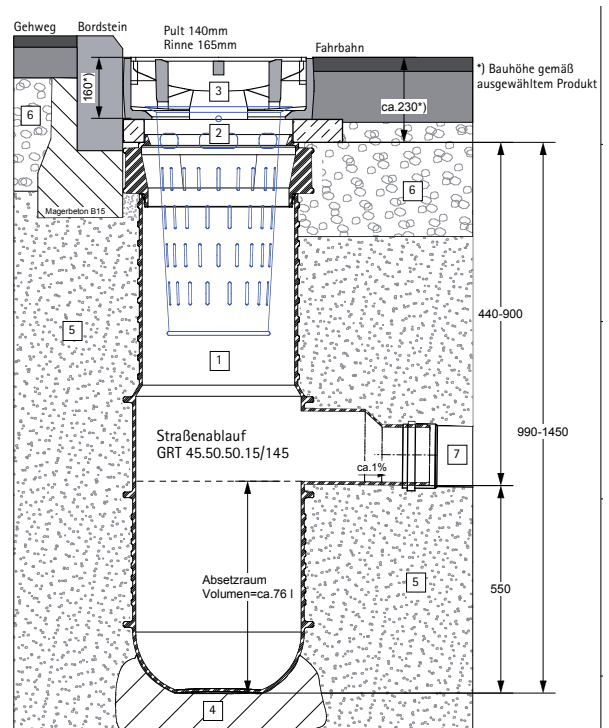 Gehweg
Bordstein
Pult 140mm
Rinne 165mm
Fahrbahn
*) Bauhöhe gemäß
ausgewähltem Produkt
160*)
3
ca.230*)
6
2
6
Magerbeton B15
5
1
440-900
Straßenablauf
GRT 45.50.50.15/145
990-1450
7
ca.1%
Absetzraum
Volumen=ca.76 l
5
550
4